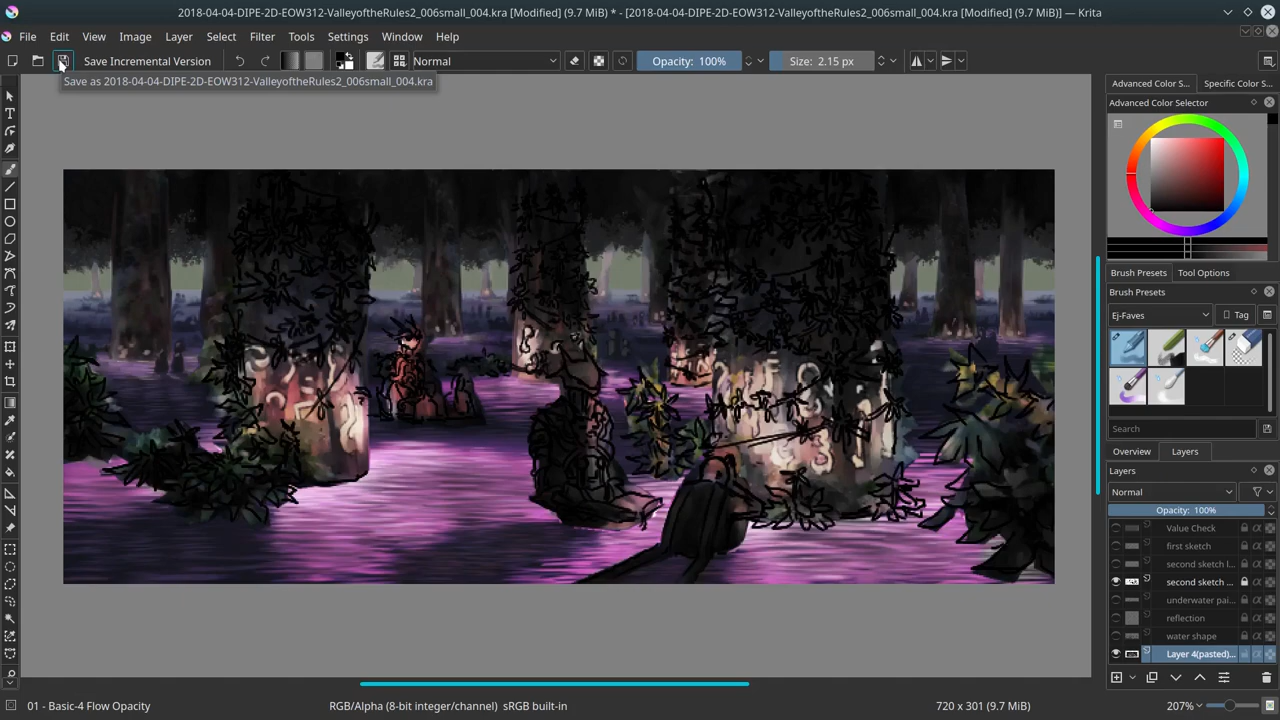 2018-04-04-DIPE-2D-EOW312-ValleyoftheRules2_006small_004.kra [Modified] (9.7 MiB) * - [2018-04-04-DIPE-2D-EOW312-ValleyoftheRules2_006small_004.kra [Modified] (9.7 MiB)] — Krita
File Edit View Image Layer Select Filter Tools Settings Window Help
Save Incremental Version Normal Opacity: 100% Size: 2.15 px
Save as 2018-04-04-DIPE-2D-EOW312-ValleyoftheRules2_006small_004.kra
Advanced Color S... Specific Color S...
Advanced Color Selector
Brush Presets Tool Options
Brush Presets
Ej-Faves Tag
Search
Overview Layers
Layers
Normal
Opacity: 100%
Value Check
first sketch
second sketch l...
second sketch ...
underwater pai...
reflection
water shape
Layer 4(pasted)...
01 - Basic-4 Flow Opacity RGB/Alpha (8-bit integer/channel) sRGB built-in 720 x 301 (9.7 MiB) 207%